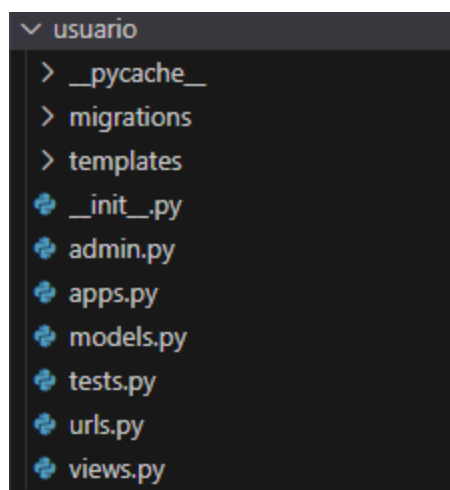 usuario
__pycache__
migrations
templates
__init__.py
admin.py
apps.py
models.py
tests.py
urls.py
views.py